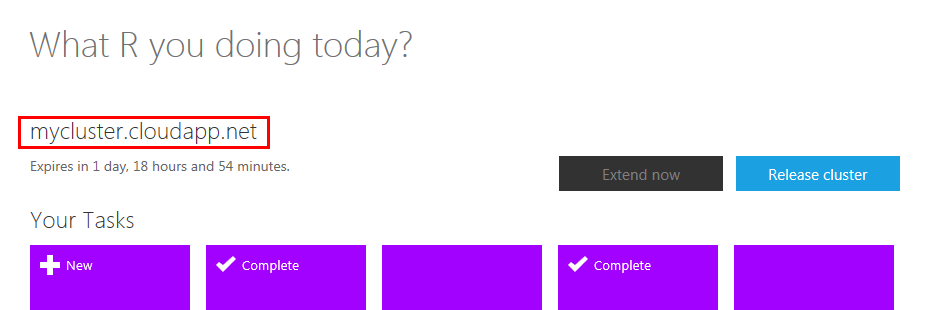 What R you doing today?
mycluster.cloudapp.net
Expires in 1 day, 18 hours and 54 minutes.
Extend now
Release cluster
Your Tasks
New
Complete
Complete